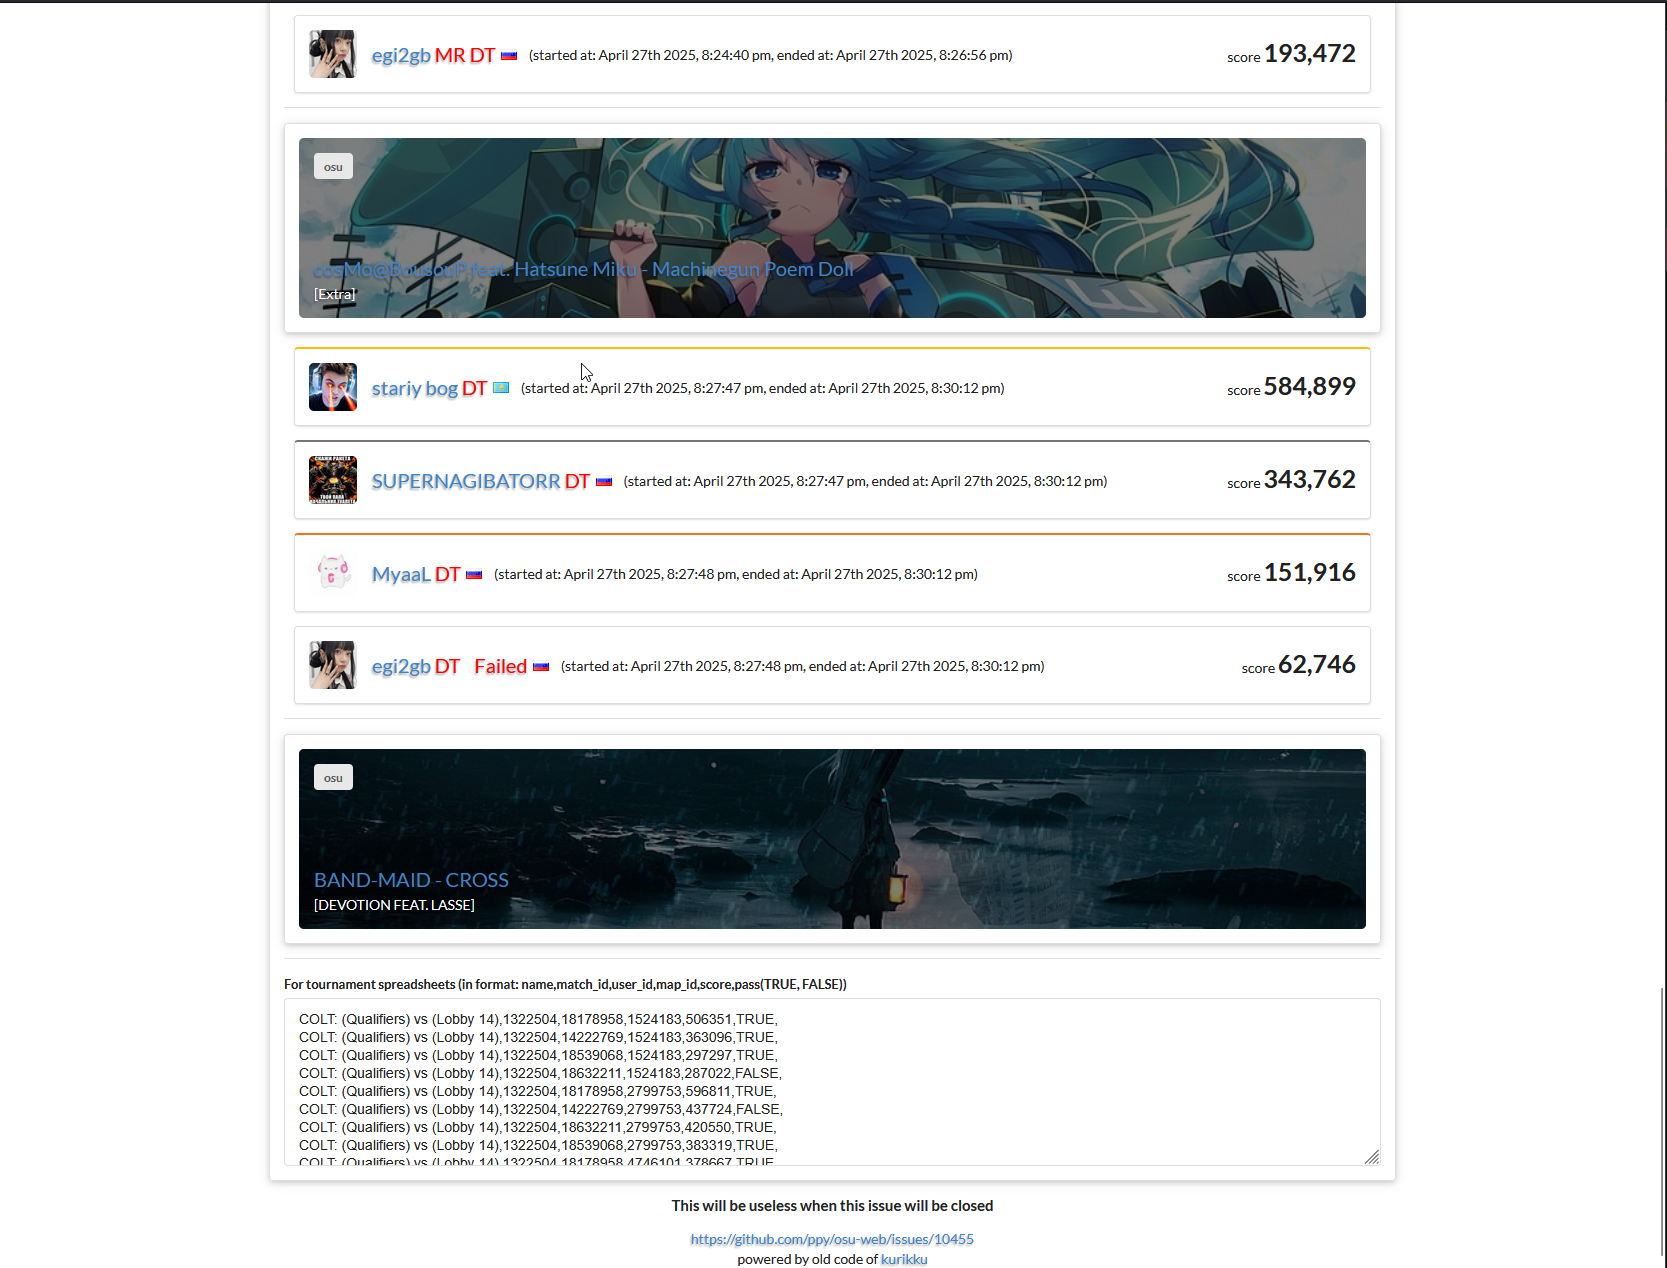 egi2gb MR DT (started at: April 27th 2025, 8:24:40 pm, ended at: April 27th 2025, 8:26:56 pm) score 193,472
osu
cosMo@BousouP feat. Hatsune Miku - Machinegun Poem Doll
[Extra]
stariy bog DT (started at: April 27th 2025, 8:27:47 pm, ended at: April 27th 2025, 8:30:12 pm) score 584,899
SUPERNAGIBATORR DT (started at: April 27th 2025, 8:27:47 pm, ended at: April 27th 2025, 8:30:12 pm) score 343,762
MyaaL DT (started at: April 27th 2025, 8:27:48 pm, ended at: April 27th 2025, 8:30:12 pm) score 151,916
egi2gb DT Failed (started at: April 27th 2025, 8:27:48 pm, ended at: April 27th 2025, 8:30:12 pm) score 62,746
osu
BAND-MAID - CROSS
[DEVOTION FEAT. LASSE]
For tournament spreadsheets (in format: name,match_id,user_id,map_id,score,pass(TRUE, FALSE))
COLT: (Qualifiers) vs (Lobby 14),1322504,18178958,1524183,506351,TRUE,
COLT: (Qualifiers) vs (Lobby 14),1322504,14222769,1524183,363096,TRUE,
COLT: (Qualifiers) vs (Lobby 14),1322504,18539068,1524183,297297,TRUE,
COLT: (Qualifiers) vs (Lobby 14),1322504,18632211,1524183,287022,FALSE,
COLT: (Qualifiers) vs (Lobby 14),1322504,18178958,2799753,596811,TRUE,
COLT: (Qualifiers) vs (Lobby 14),1322504,14222769,2799753,437724,FALSE,
COLT: (Qualifiers) vs (Lobby 14),1322504,18632211,2799753,420550,TRUE,
COLT: (Qualifiers) vs (Lobby 14),1322504,18539068,2799753,383319,TRUE,
COLT: (Qualifiers) vs (Lobby 14),1322504,18178958,4746101,378667,TRUE
This will be useless when this issue will be closed
https://github.com/ppy/osu-web/issues/10455
powered by old code of kurikku